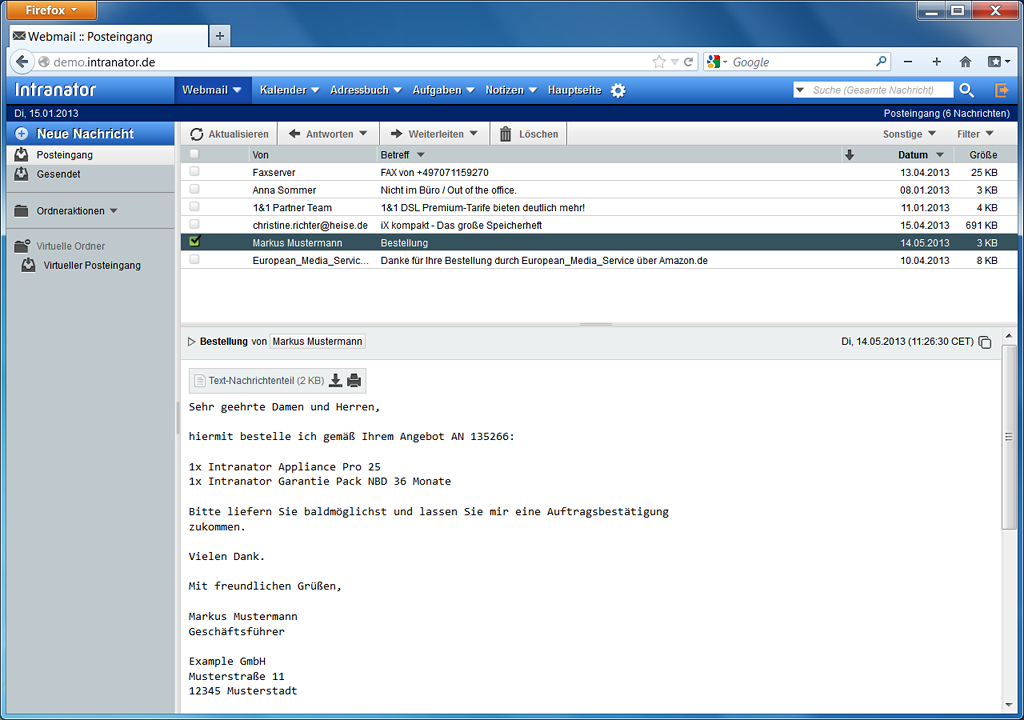 Firefox
Webmail :: Posteingang
demo.intranator.de
Google
Intranator
Webmail
Kalender
Adressbuch
Aufgaben
Notizen
Hauptseite
Suche (Gesamte Nachricht)
Di, 15.01.2013
Posteingang (6 Nachrichten)
Neue Nachricht
Aktualisieren
Antworten
Weiterleiten
Löschen
Sonstige
Filter
Posteingang
Gesendet
Ordneraktionen
Virtuelle Ordner
Virtueller Posteingang
Von Betreff Datum Größe
Faxserver FAX von +497071159270 13.04.2013 25 KB
Anna Sommer Nicht im Büro / Out of the office. 08.01.2013 3 KB
1&1 Partner Team 1&1 DSL Premium-Tarife bieten deutlich mehr! 11.01.2013 4 KB
christine.richter@heise.de iX kompakt - Das große Speicherheft 15.04.2013 691 KB
Markus Mustermann Bestellung 14.05.2013 3 KB
European_Media_Servic... Danke für Ihre Bestellung durch European_Media_Service über Amazon.de 10.04.2013 8 KB
Bestellung von Markus Mustermann
Di, 14.05.2013 (11:26:30 CET)
Text-Nachrichtenteil (2 KB)
Sehr geehrte Damen und Herren,
hiermit bestelle ich gemäß Ihrem Angebot AN 135266:
1x Intranator Appliance Pro 25
1x Intranator Garantie Pack NBD 36 Monate
Bitte liefern Sie baldmöglichst und lassen Sie mir eine Auftragsbestätigung
zukommen.
Vielen Dank.
Mit freundlichen Grüßen,
Markus Mustermann
Geschäftsführer
Example GmbH
Musterstraße 11
12345 Musterstadt